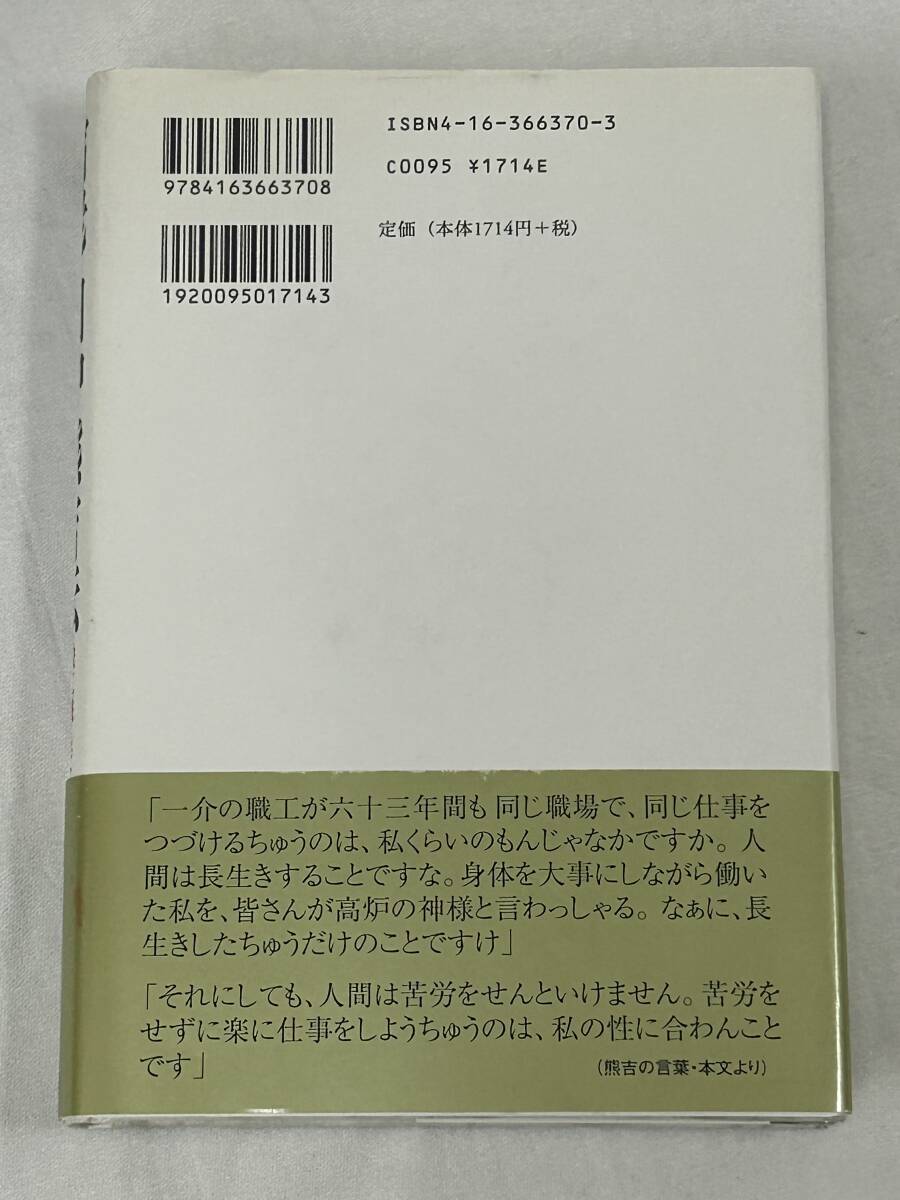 ISBN4-16-366370-3
9784163663708
C0095 ¥1714E
定価（本体1714円＋税）
1920095017143
「一介の職工が六十三年間も同じ職場で、同じ仕事を
つづけるちゅうのは、私くらいのもんじゃなかですか。人
間は長生きすることですな。身体を大事にしながら働い
た私を、皆さんが高炉の神様と言わっしゃる。なぁに、長
生きしたちゅうだけのことですけ」
「それにしても、人間は苦労をせんといけません。苦労を
せずに楽に仕事をしようちゅうのは、私の性に合わんこと
です」
（熊吉の言葉・本文より）